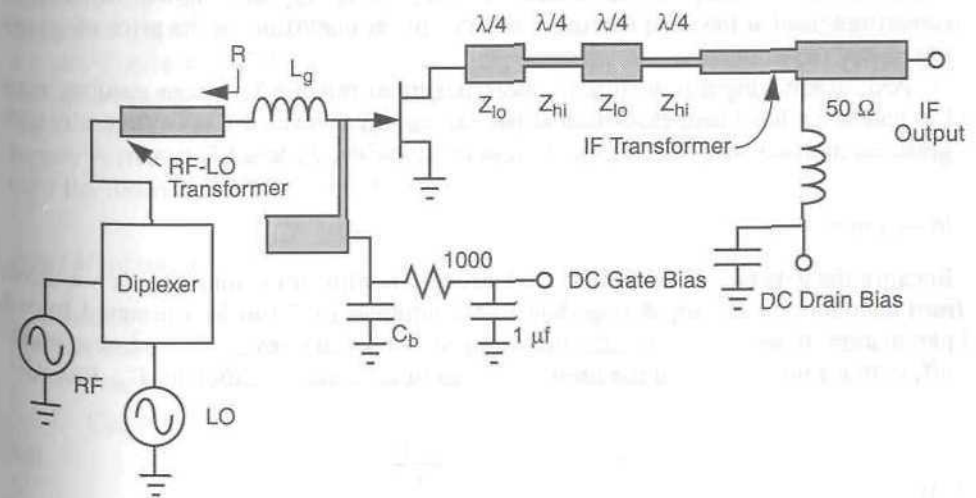 λ/4 λ/4 λ/4 λ/4
R
L_g
Z_lo Z_hi Z_lo Z_hi
50 Ω
IF
Output
IF Transformer
RF-LO
Transformer
Diplexer
1000
DC Gate Bias
DC Drain Bias
C_b
1 μf
RF
LO